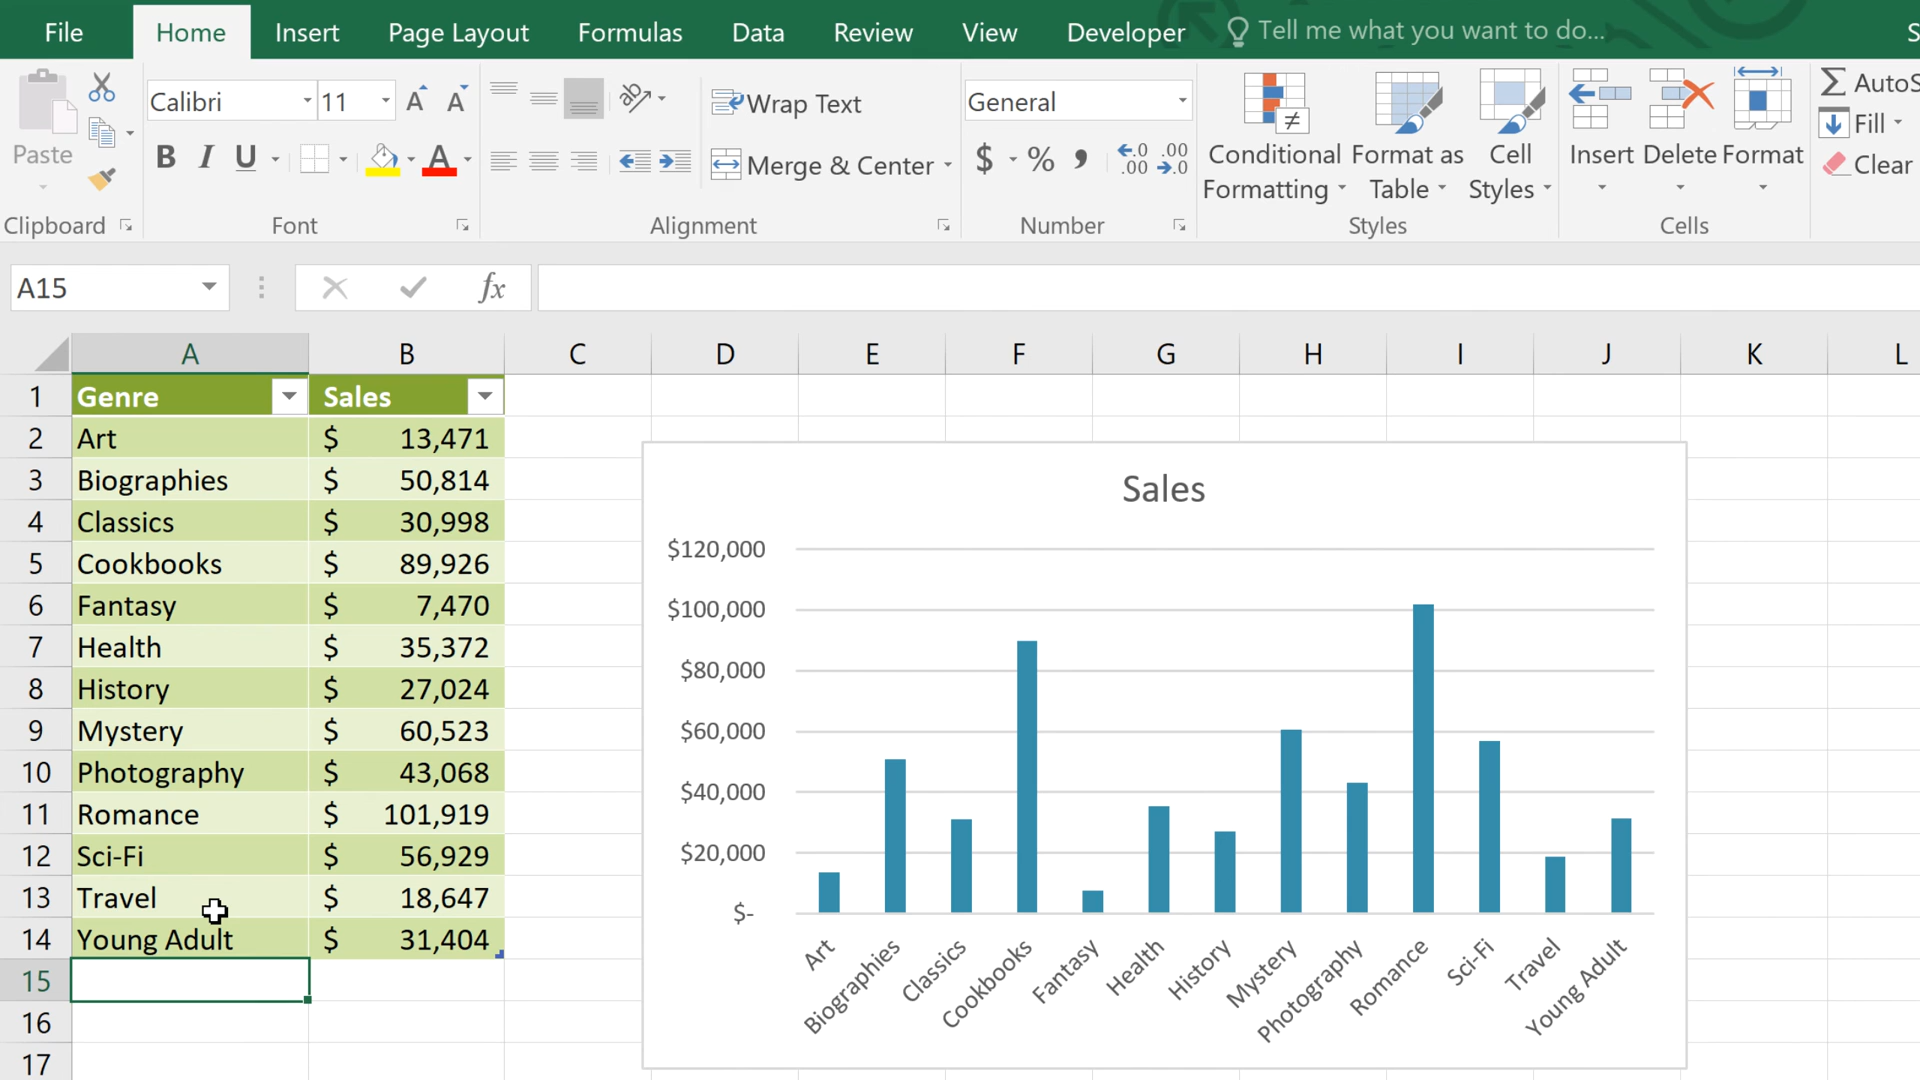 File Home Insert Page Layout Formulas Data Review View Developer Tell me what you want to do... S
Paste
Clipboard
Calibri 11 A A
B I U A
Font
Wrap Text
Merge & Center
Alignment
General
$ % , ←.0 .00 .00 →.0
Number
Conditional Formatting
Format as Table
Cell Styles
Styles
Insert Delete Format
Cells
Σ AutoS
Fill
Clear
A15 fx
A B C D E F G H I J K L
1 Genre Sales
2 Art $ 13,471
3 Biographies $ 50,814
4 Classics $ 30,998
5 Cookbooks $ 89,926
6 Fantasy $ 7,470
7 Health $ 35,372
8 History $ 27,024
9 Mystery $ 60,523
10 Photography $ 43,068
11 Romance $ 101,919
12 Sci-Fi $ 56,929
13 Travel $ 18,647
14 Young Adult $ 31,404
15
16
17
Sales
$120,000
$100,000
$80,000
$60,000
$40,000
$20,000
$-
Art Biographies Classics Cookbooks Fantasy Health History Mystery Photography Romance Sci-Fi Travel Young Adult